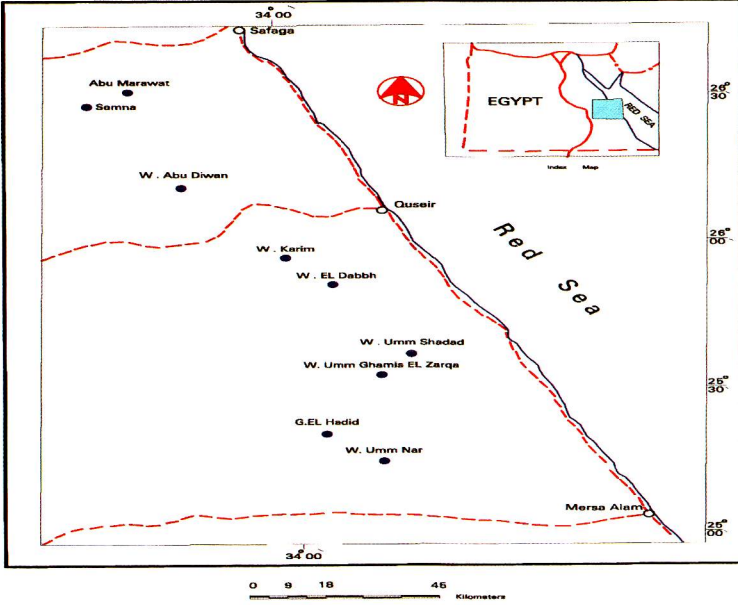 34° 00'
Safaga
Abu Marawat
Semna
W . Abu Diwan
Quseir
W . Karim
W . EL Dabbh
W . Umm Shadad
W. Umm Ghamis EL Zarqa
G.EL Hadid
W. Umm Nar
Mersa Alam
N
Red Sea
EGYPT
RED SEA
Index Map
26° 30'
26° 00'
25° 30'
25° 00'
34° 00'
0 9 18 45
Kilometers